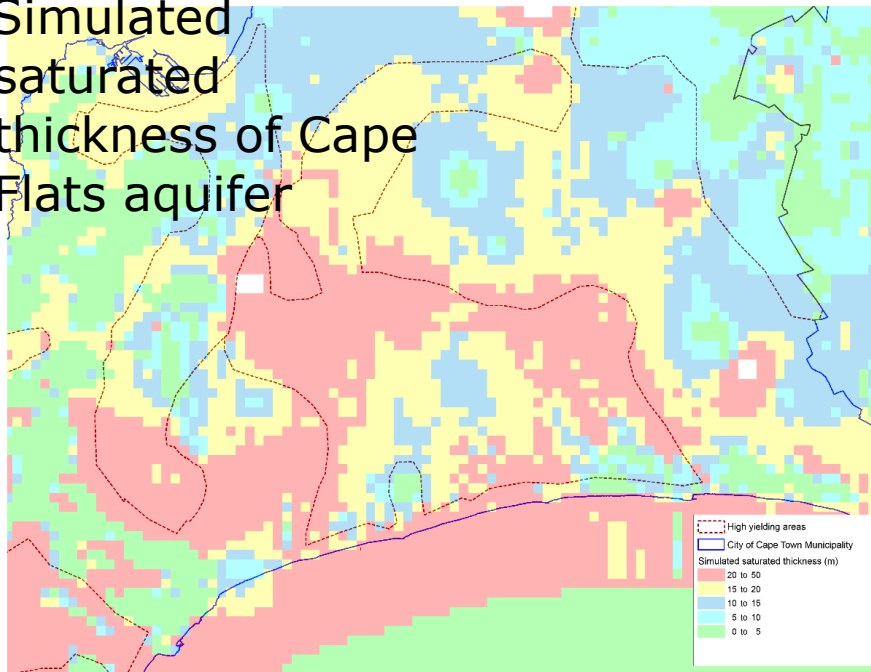 Simulated
saturated
thickness of Cape
Flats aquifer
High yielding areas
City of Cape Town Municipality
Simulated saturated thickness (m)
20 to 50
15 to 20
10 to 15
5 to 10
0 to 5